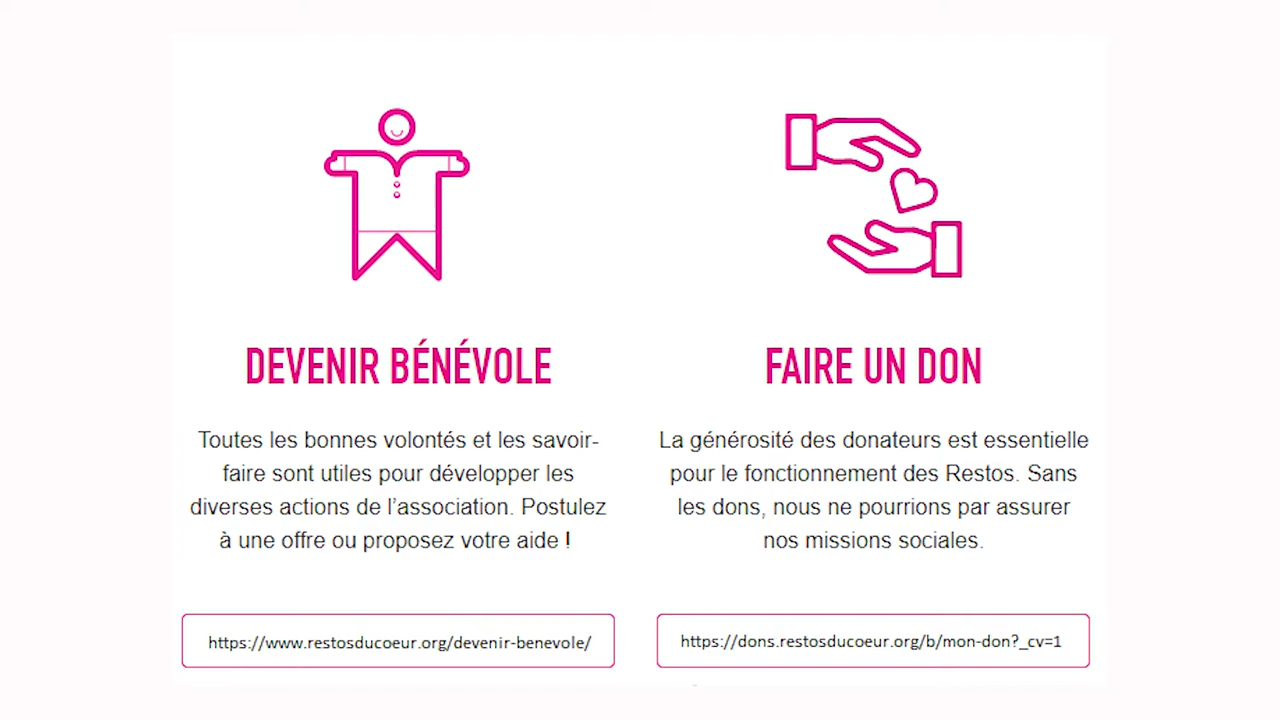 DEVENIR BÉNÉVOLE
Toutes les bonnes volontés et les savoir-
faire sont utiles pour développer les
diverses actions de l’association. Postulez
à une offre ou proposez votre aide !
https://www.restosducoeur.org/devenir-benevole/
FAIRE UN DON
La générosité des donateurs est essentielle
pour le fonctionnement des Restos. Sans
les dons, nous ne pourrions par assurer
nos missions sociales.
https://dons.restosducoeur.org/b/mon-don?_cv=1